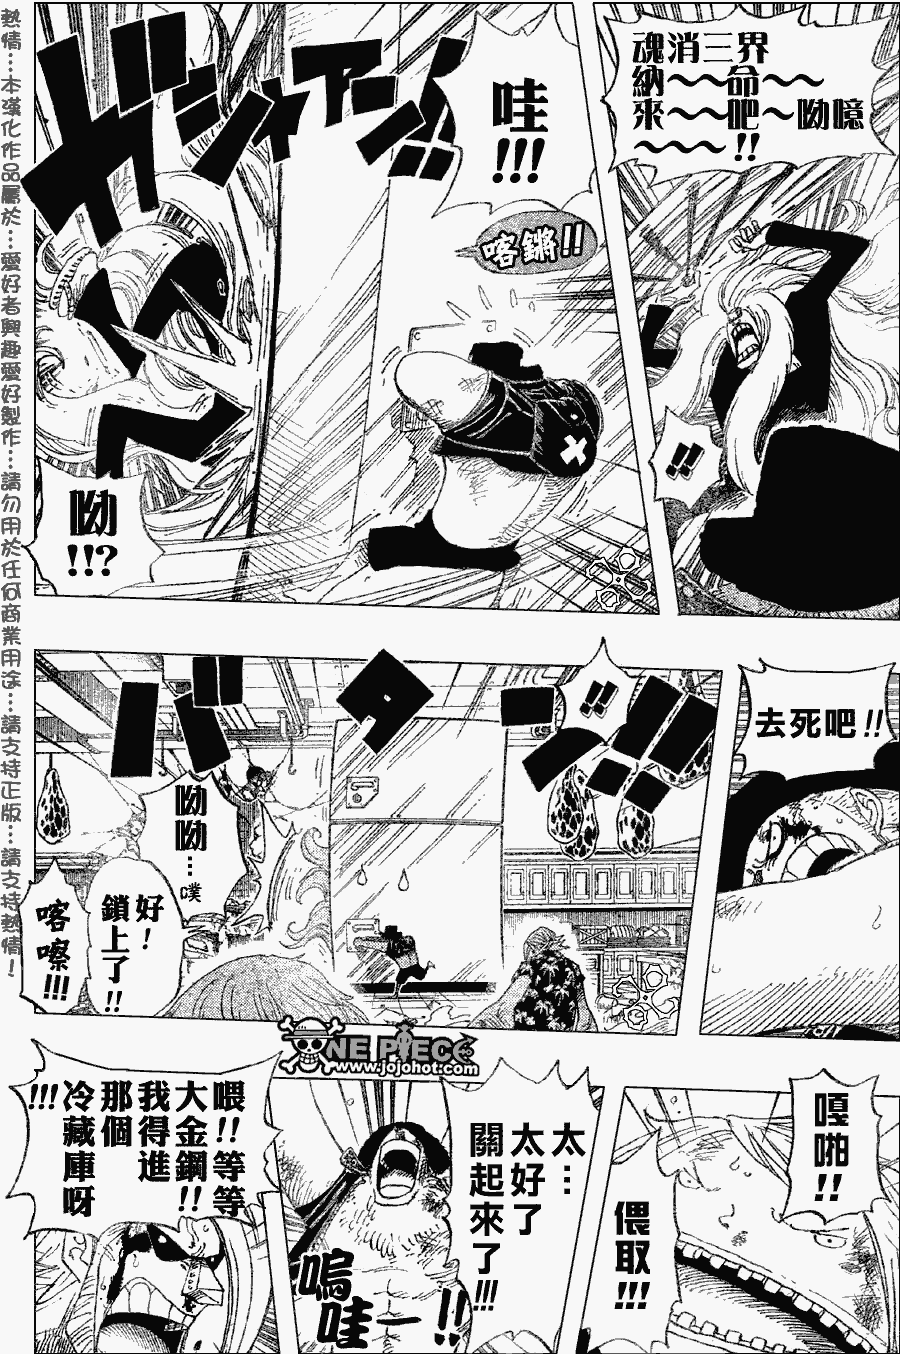 魂消三界
納~~命~~
來~~吧~呦噫
~~~!!
!!
哇
!!!
喀鏘!!
ガシャアン!!
呦
!!?
去死吧!!
!!
バタン!!
呦
呦
…
噗
好!
鎖上了!!
喀嚓!!!
嘎啪!!
偎取!!!
太…
太好了
關起來了!!!
嗚
哇—!!
喂!!等等
大金鋼!!
我得進
那個
冷藏庫呀
!!!
ONE PIECE
www.jojohot.com
熱情…本漢化作品屬於…愛好者興趣愛好製作…請勿用於任何商業用途…請支持正版…請支持熱情!